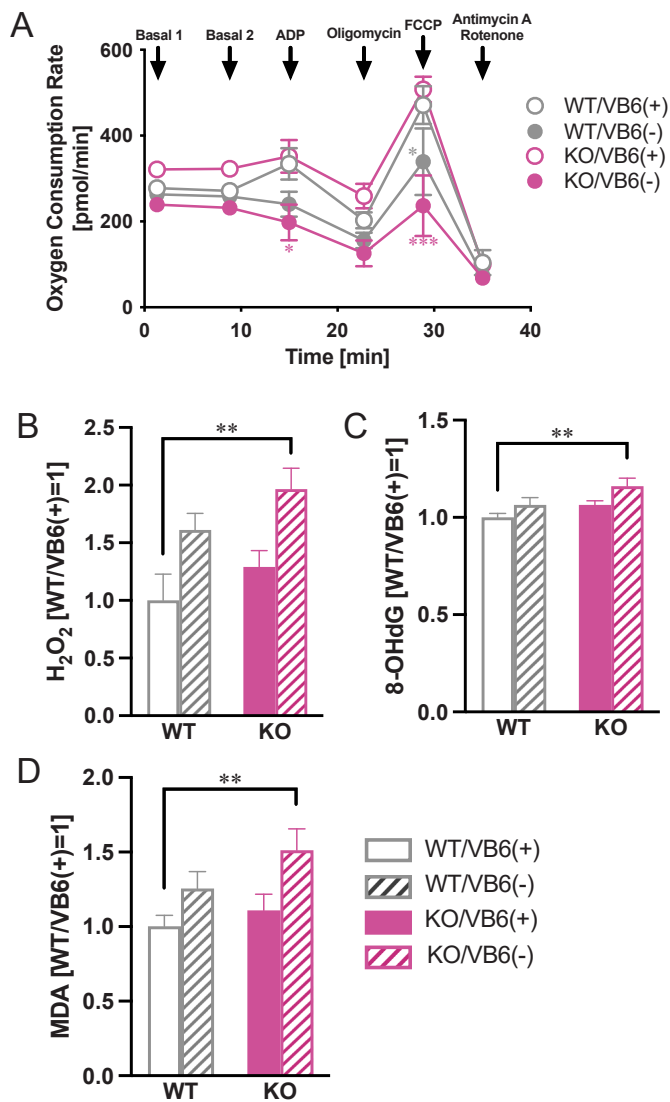 A
Basal 1
Basal 2
ADP
Oligomycin
FCCP
Antimycin A
Rotenone
Oxygen Consumption Rate
[pmol/min]
600
400
200
0
*
*
***
0
10
20
30
40
Time [min]
WT/VB6(+)
WT/VB6(-)
KO/VB6(+)
KO/VB6(-)
B
H₂O₂ [WT/VB6(+)=1]
2.5
2.0
1.5
1.0
0.5
0.0
**
WT
KO
C
8-OHdG [WT/VB6(+)=1]
1.5
1.0
0.5
0.0
**
WT
KO
D
MDA [WT/VB6(+)=1]
2.0
1.5
1.0
0.5
0.0
**
WT
KO
WT/VB6(+)
WT/VB6(-)
KO/VB6(+)
KO/VB6(-)